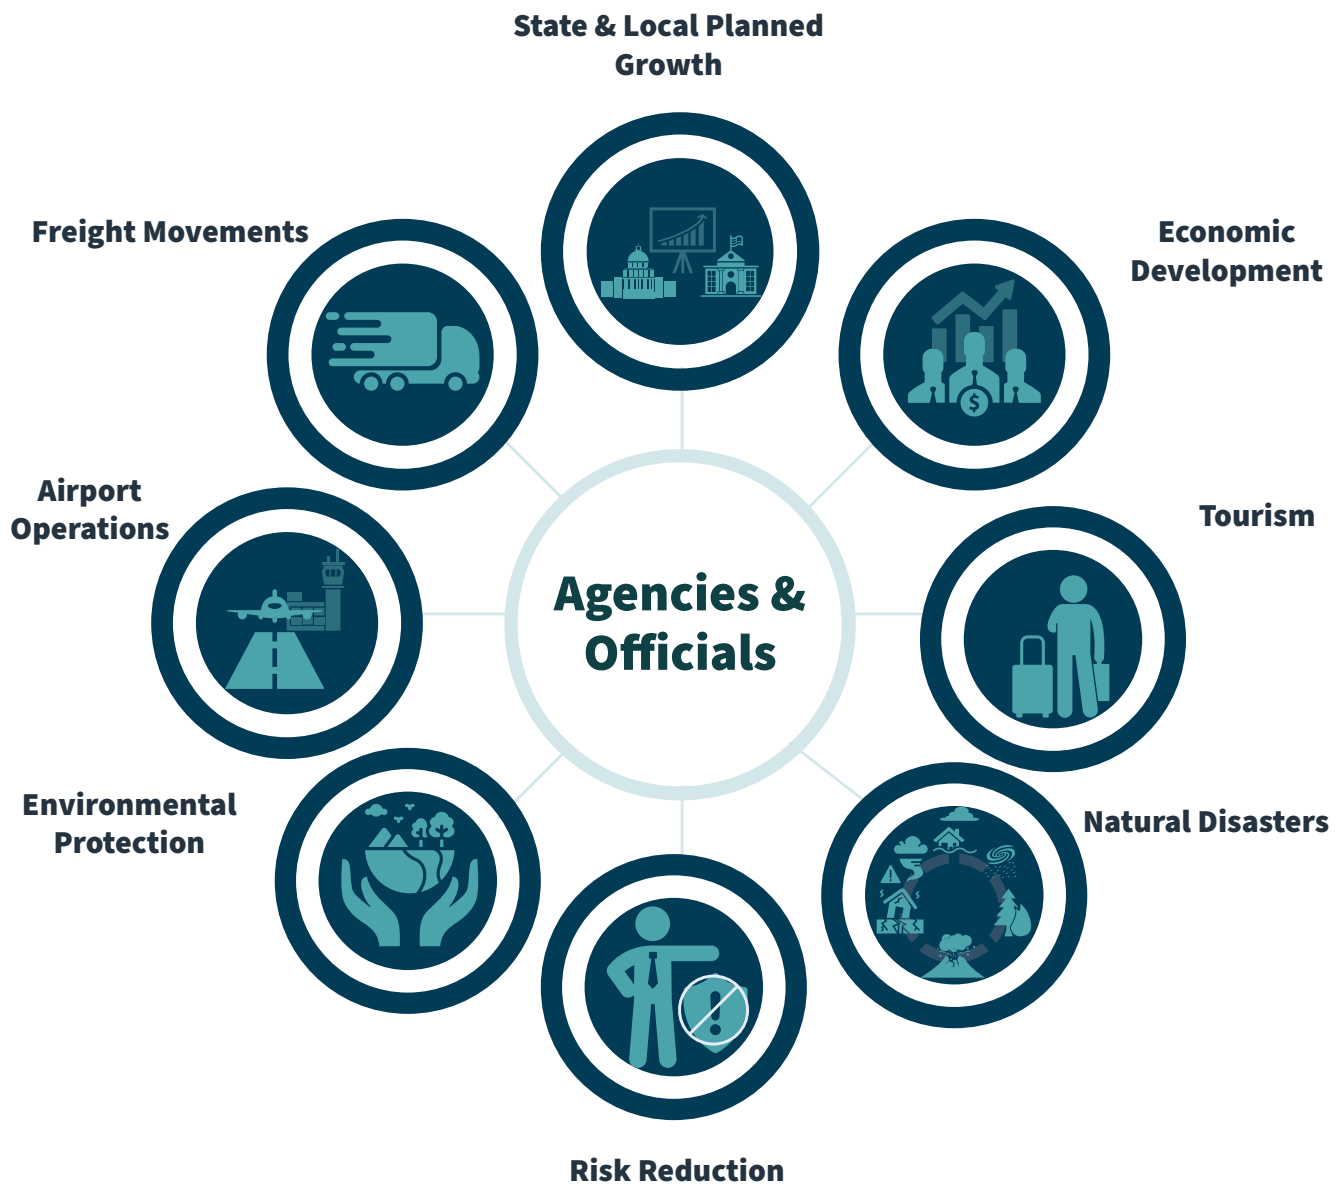 State & Local Planned
Growth
Freight Movements
Economic
Development
Airport
Operations
Tourism
Agencies &
Officials
Environmental
Protection
Natural Disasters
Risk Reduction
$